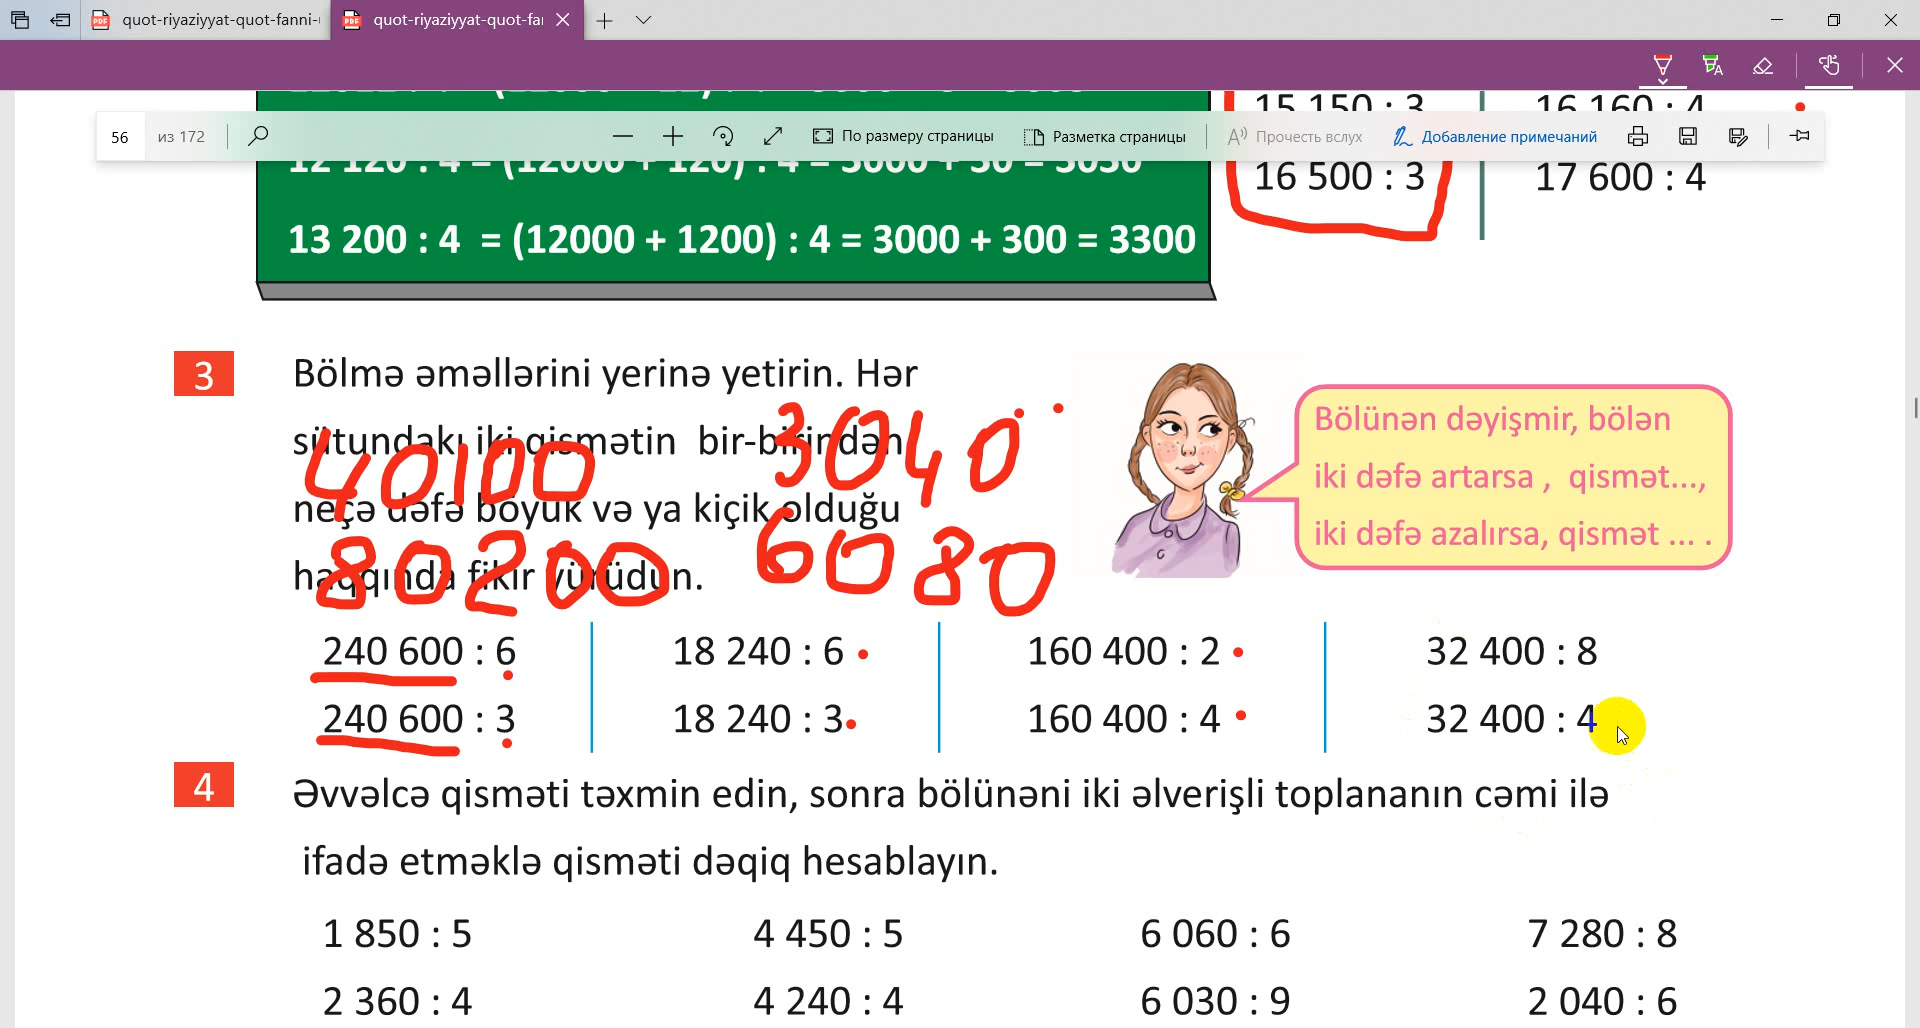 quot-riyaziyyat-quot-fanni-
quot-riyaziyyat-quot-fa
56 из 172
По размеру страницы
Разметка страницы
Прочесть вслух
Добавление примечаний
12 120 : 4 = (12000 + 120) : 4 = 3000 + 30 = 3030
13 200 : 4 = (12000 + 1200) : 4 = 3000 + 300 = 3300
15 150 : 3
16 160 : 4
16 500 : 3
17 600 : 4
3
Bölmə əməllərini yerinə yetirin. Hər
sütundakı iki qismətin bir-birindən
neçə dəfə böyük və ya kiçik olduğu
haqqında fikir yürüdün.
40100
3040
80200
6080
Bölünən dəyişmir, bölən
iki dəfə artarsa , qismət...,
iki dəfə azalırsa, qismət ... .
240 600 : 6
18 240 : 6
160 400 : 2
32 400 : 8
240 600 : 3
18 240 : 3
160 400 : 4
32 400 : 4
4
Əvvəlcə qisməti təxmin edin, sonra bölünəni iki əlverişli toplananın cəmi ilə
ifadə etməklə qisməti dəqiq hesablayın.
1 850 : 5
4 450 : 5
6 060 : 6
7 280 : 8
2 360 : 4
4 240 : 4
6 030 : 9
2 040 : 6